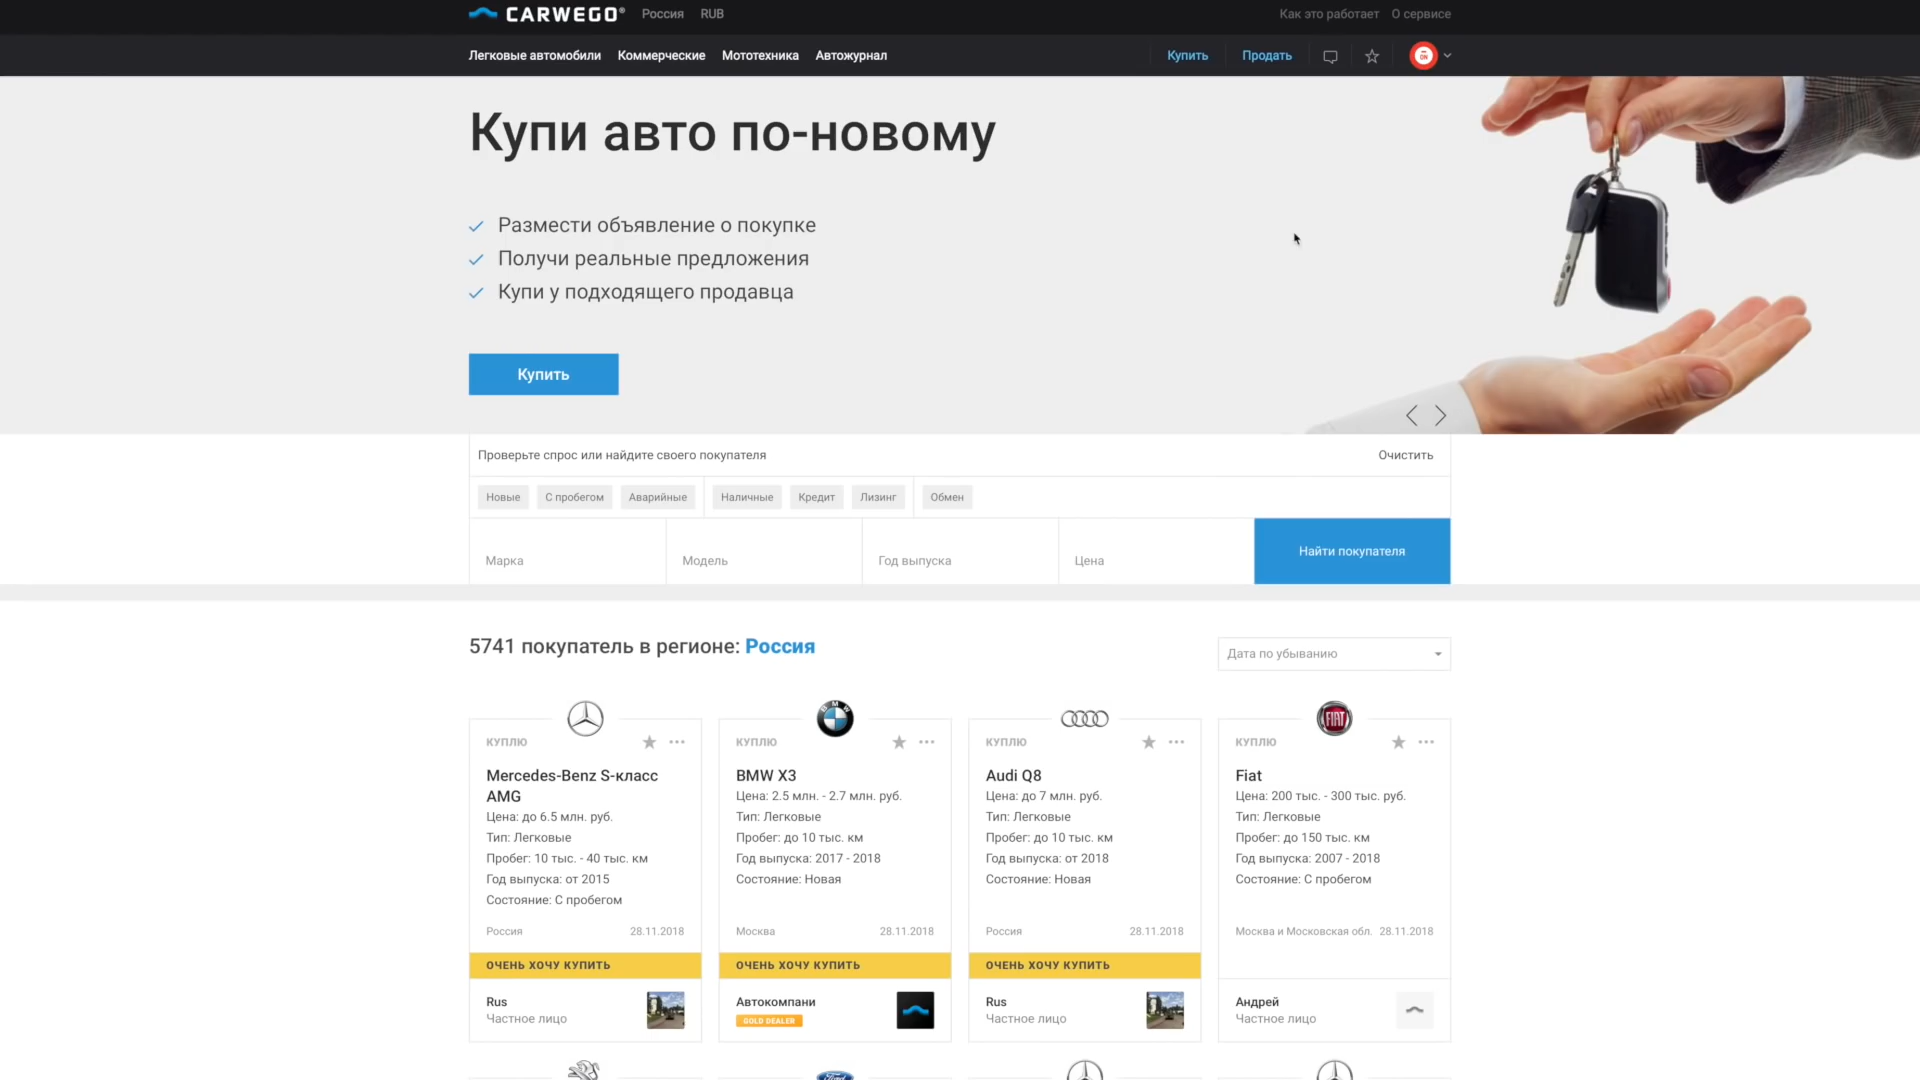 CARWEGO® Россия RUB Как это работает О сервисе
Легковые автомобили Коммерческие Мототехника Автожурнал Купить Продать
ON
Купи авто по-новому
Размести объявление о покупке
Получи реальные предложения
Купи у подходящего продавца
Купить
Проверьте спрос или найдите своего покупателя Очистить
Новые С пробегом Аварийные Наличные Кредит Лизинг Обмен
Марка Модель Год выпуска Цена Найти покупателя
5741 покупатель в регионе: Россия
Дата по убыванию
КУПЛЮ
Mercedes-Benz S-класс
AMG
Цена: до 6.5 млн. руб.
Тип: Легковые
Пробег: 10 тыс. - 40 тыс. км
Год выпуска: от 2015
Состояние: С пробегом
Россия 28.11.2018
ОЧЕНЬ ХОЧУ КУПИТЬ
Rus
Частное лицо
BMW
КУПЛЮ
BMW X3
Цена: 2.5 млн. - 2.7 млн. руб.
Тип: Легковые
Пробег: до 10 тыс. км
Год выпуска: 2017 - 2018
Состояние: Новая
Москва 28.11.2018
ОЧЕНЬ ХОЧУ КУПИТЬ
Автокомпани
GOLD DEALER
КУПЛЮ
Audi Q8
Цена: до 7 млн. руб.
Тип: Легковые
Пробег: до 10 тыс. км
Год выпуска: от 2018
Состояние: Новая
Россия 28.11.2018
ОЧЕНЬ ХОЧУ КУПИТЬ
Rus
Частное лицо
FIAT
КУПЛЮ
Fiat
Цена: 200 тыс. - 300 тыс. руб.
Тип: Легковые
Пробег: до 150 тыс. км
Год выпуска: 2007 - 2018
Состояние: С пробегом
Москва и Московская обл. 28.11.2018
Андрей
Частное лицо
Ford